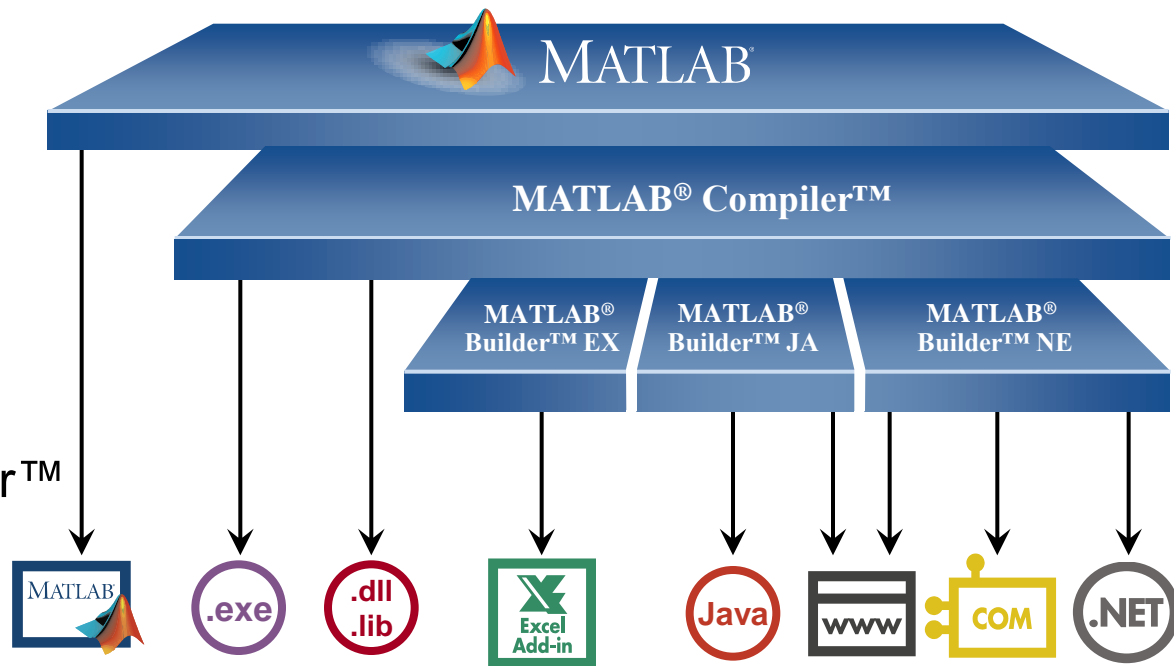 MATLAB®
MATLAB® Compiler™
MATLAB®
Builder™ EX
MATLAB®
Builder™ JA
MATLAB®
Builder™ NE
r™
MATLAB®
.exe
.dll
.lib
Excel
Add-in
Java
www
COM
.NET